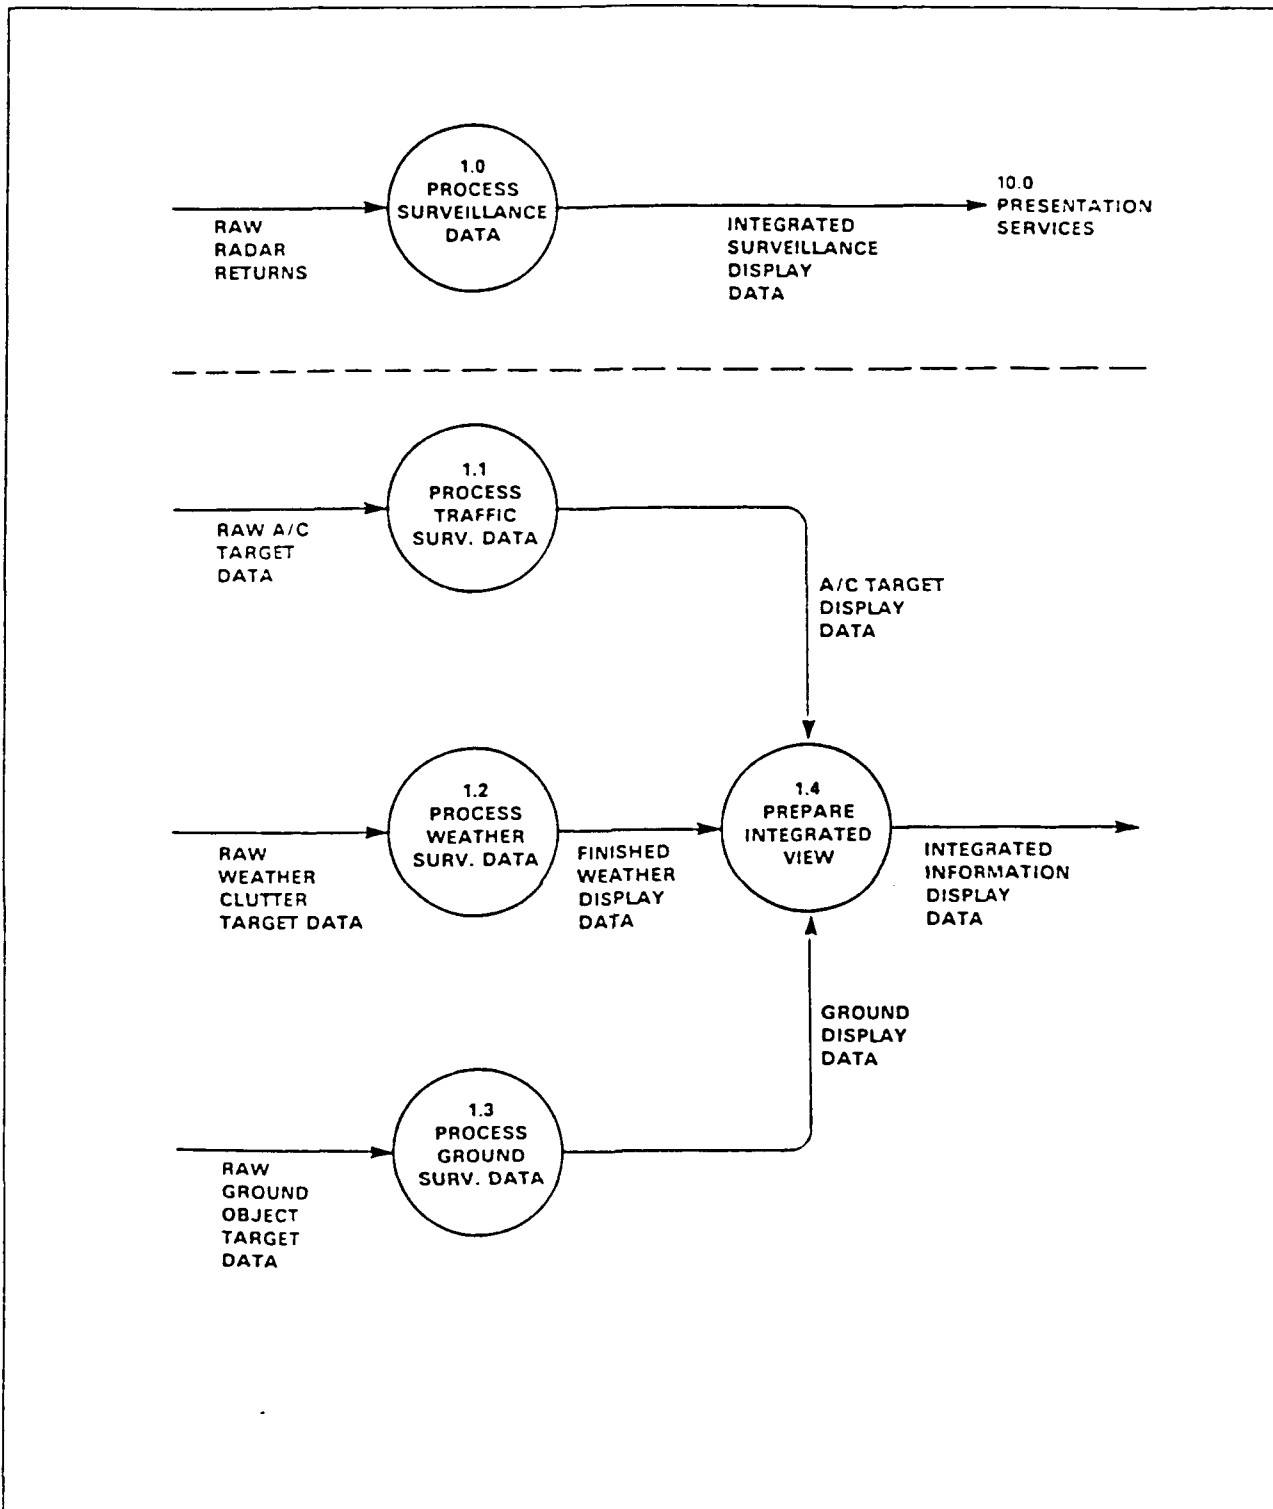 1.0
PROCESS
SURVEILLANCE
DATA
RAW
RADAR
RETURNS
INTEGRATED
SURVEILLANCE
DISPLAY
DATA
10.0
PRESENTATION
SERVICES
1.1
PROCESS
TRAFFIC
SURV. DATA
RAW A/C
TARGET
DATA
A/C TARGET
DISPLAY
DATA
1.2
PROCESS
WEATHER
SURV. DATA
RAW
WEATHER
CLUTTER
TARGET DATA
FINISHED
WEATHER
DISPLAY
DATA
1.4
PREPARE
INTEGRATED
VIEW
INTEGRATED
INFORMATION
DISPLAY
DATA
GROUND
DISPLAY
DATA
1.3
PROCESS
GROUND
SURV. DATA
RAW
GROUND
OBJECT
TARGET
DATA